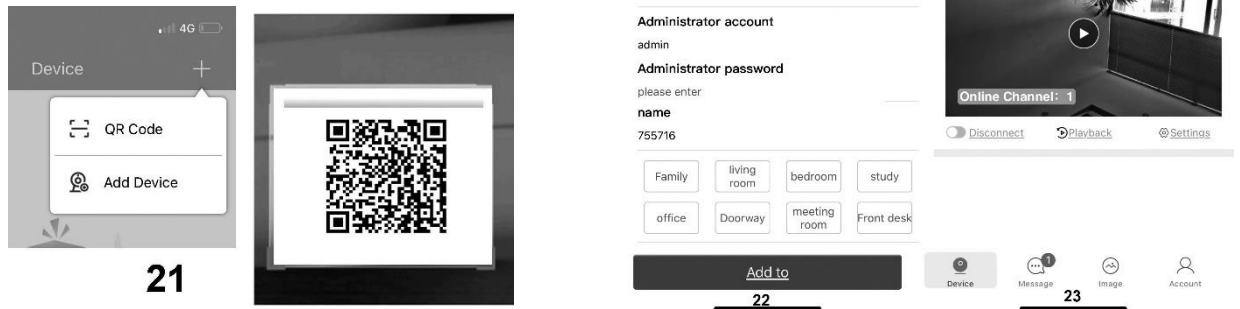 4G
Device
QR Code
Add Device
21
Administrator account
admin
Administrator password
please enter
name
755716
Family
living
room
bedroom
study
office
Doorway
meeting
room
Front desk
Add to
22
Online Channel: 1
Disconnect
Playback
Settings
1
Device
Message
Image
Account
23